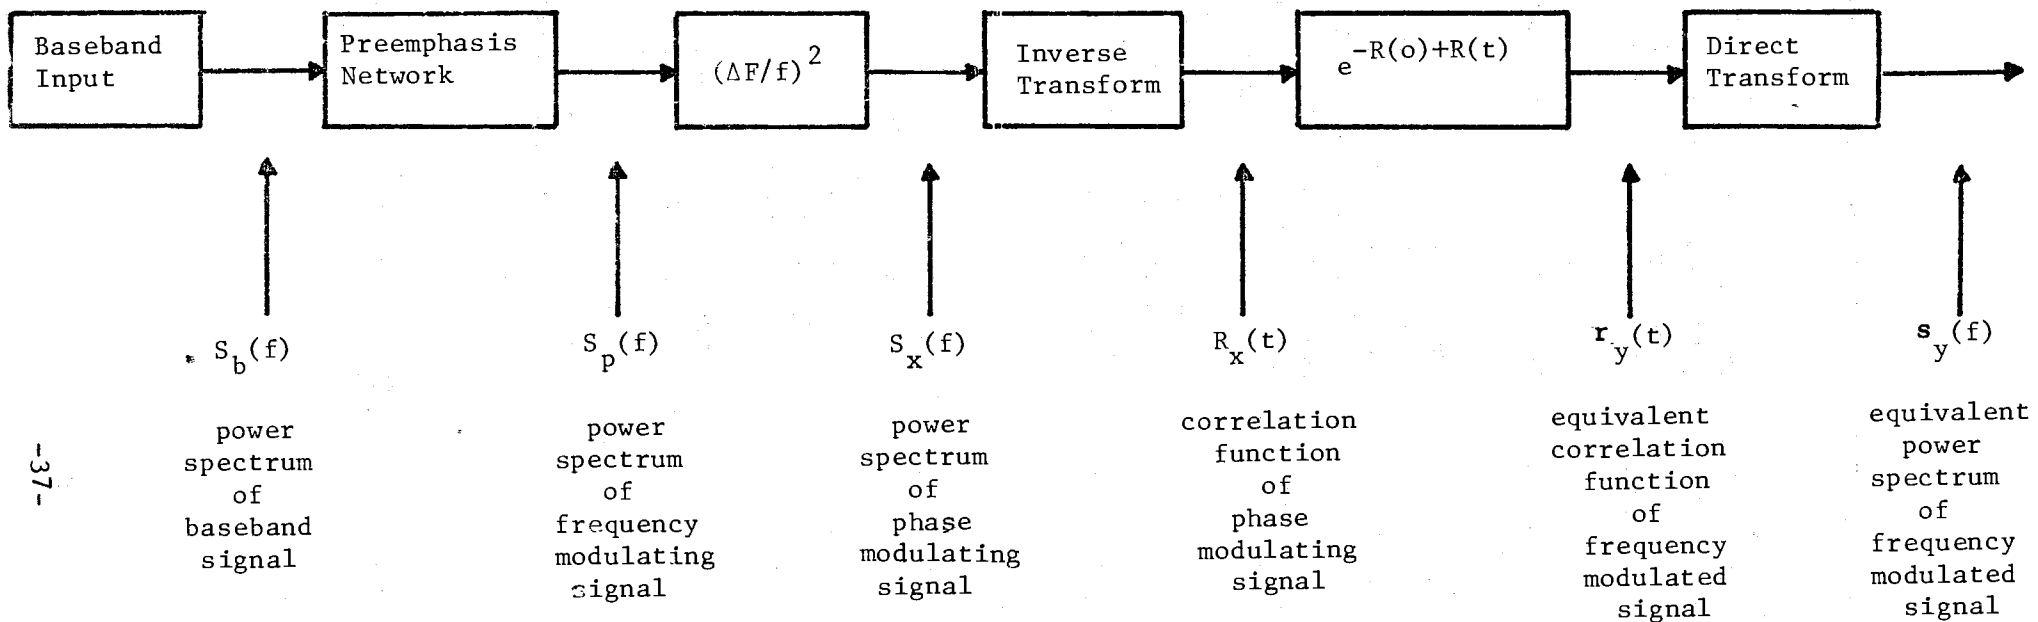 Baseband
Input
Preemphasis
Network
(ΔF/f)²
Inverse
Transform
e^{-R(o)+R(t)}
Direct
Transform
S_b(f)
power
spectrum
of
baseband
signal
S_p(f)
power
spectrum
of
frequency
modulating
signal
S_x(f)
power
spectrum
of
phase
modulating
signal
R_x(t)
correlation
function
of
phase
modulating
signal
r_y(t)
equivalent
correlation
function
of
frequency
modulated
signal
s_y(f)
equivalent
power
spectrum
of
frequency
modulated
signal
-37-